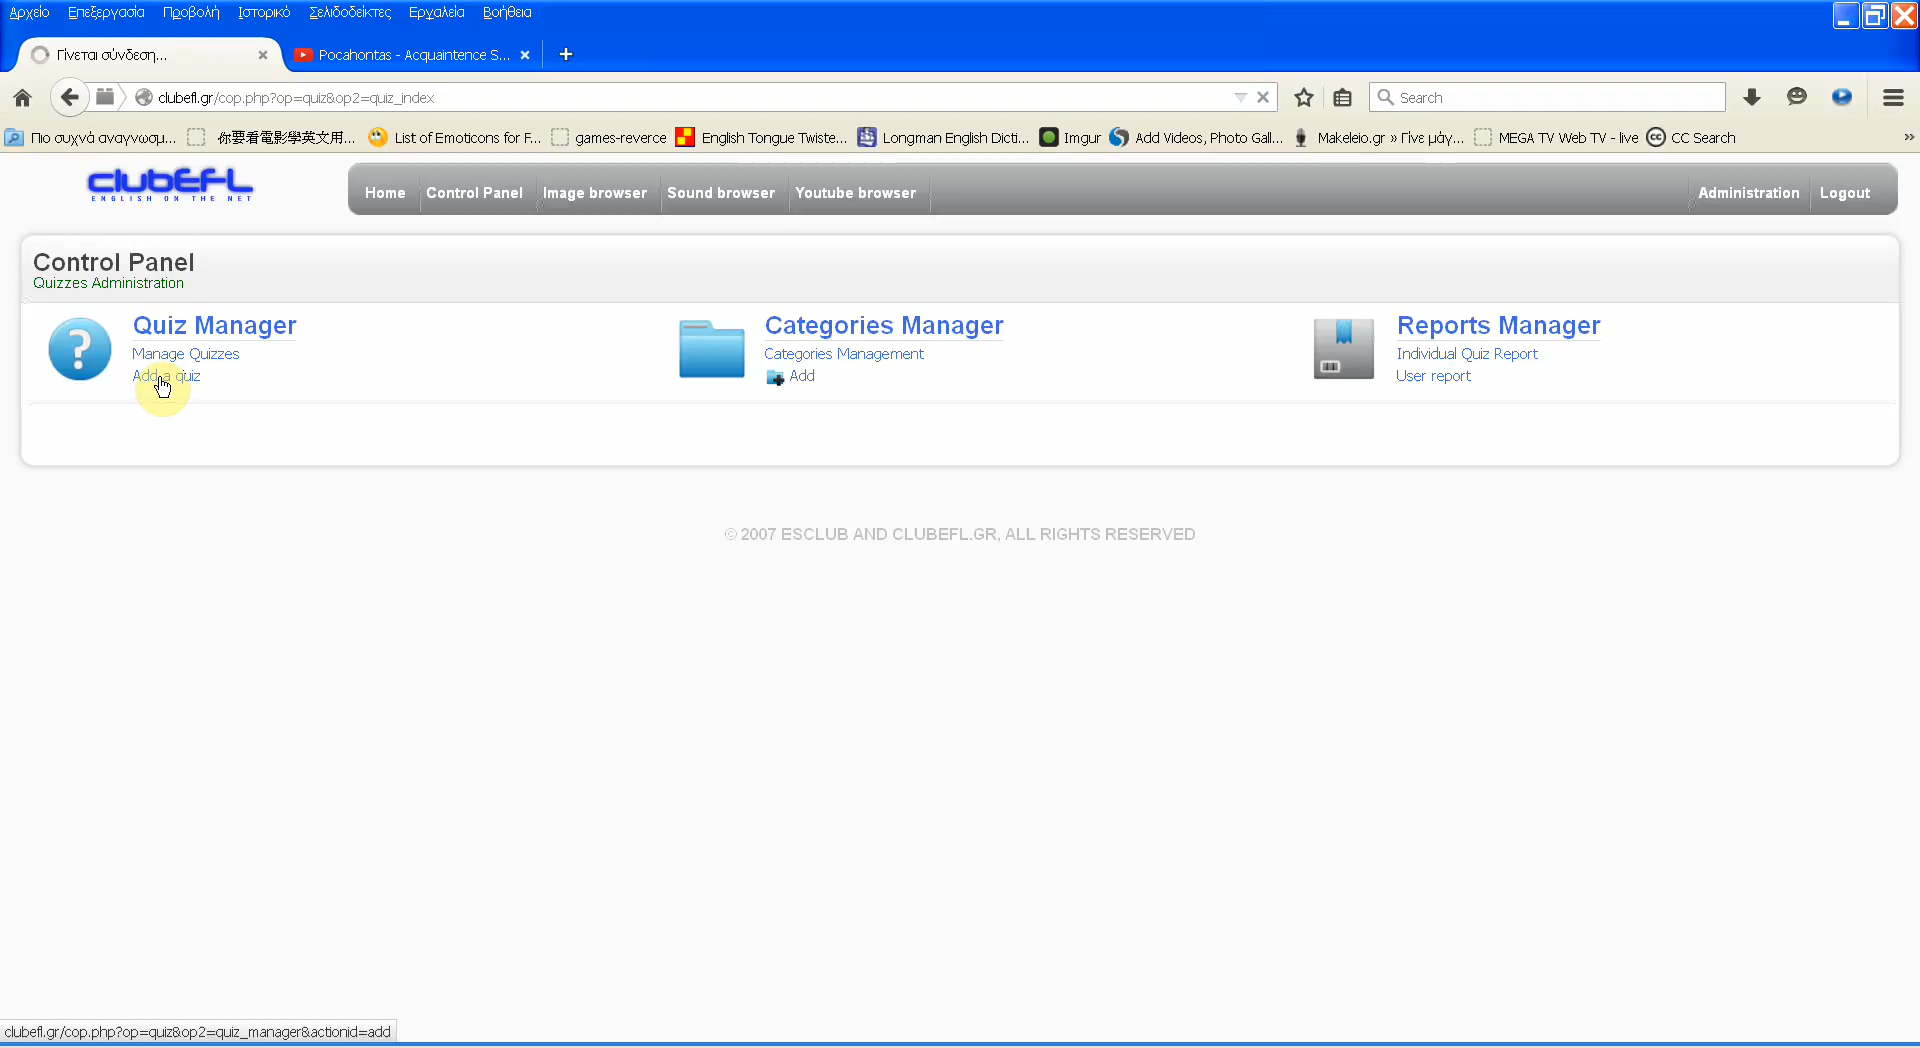 Αρχείο Επεξεργασία Προβολή Ιστορικό Σελιδοδείκτες Εργαλεία Βοήθεια
Γίνεται σύνδεση... Pocahontas - Acquaintence S...
clubefl.gr/cop.php?op=quiz&op2=quiz_index Search
Πιο συχνά αναγνωσμ... 你要看電影學英文用... List of Emoticons for F... games-reverce English Tongue Twiste... Longman English Dicti... Imgur Add Videos, Photo Gall... Makeleio.gr » Γίνε μάγ... MEGA TV Web TV - live CC Search »
clubEFL
ENGLISH ON THE NET
Home Control Panel Image browser Sound browser Youtube browser Administration Logout
Control Panel
Quizzes Administration
Quiz Manager
Manage Quizzes
Add a quiz
Categories Manager
Categories Management
Add
Reports Manager
Individual Quiz Report
User report
© 2007 ESCLUB AND CLUBEFL.GR, ALL RIGHTS RESERVED
clubefl.gr/cop.php?op=quiz&op2=quiz_manager&actionid=add